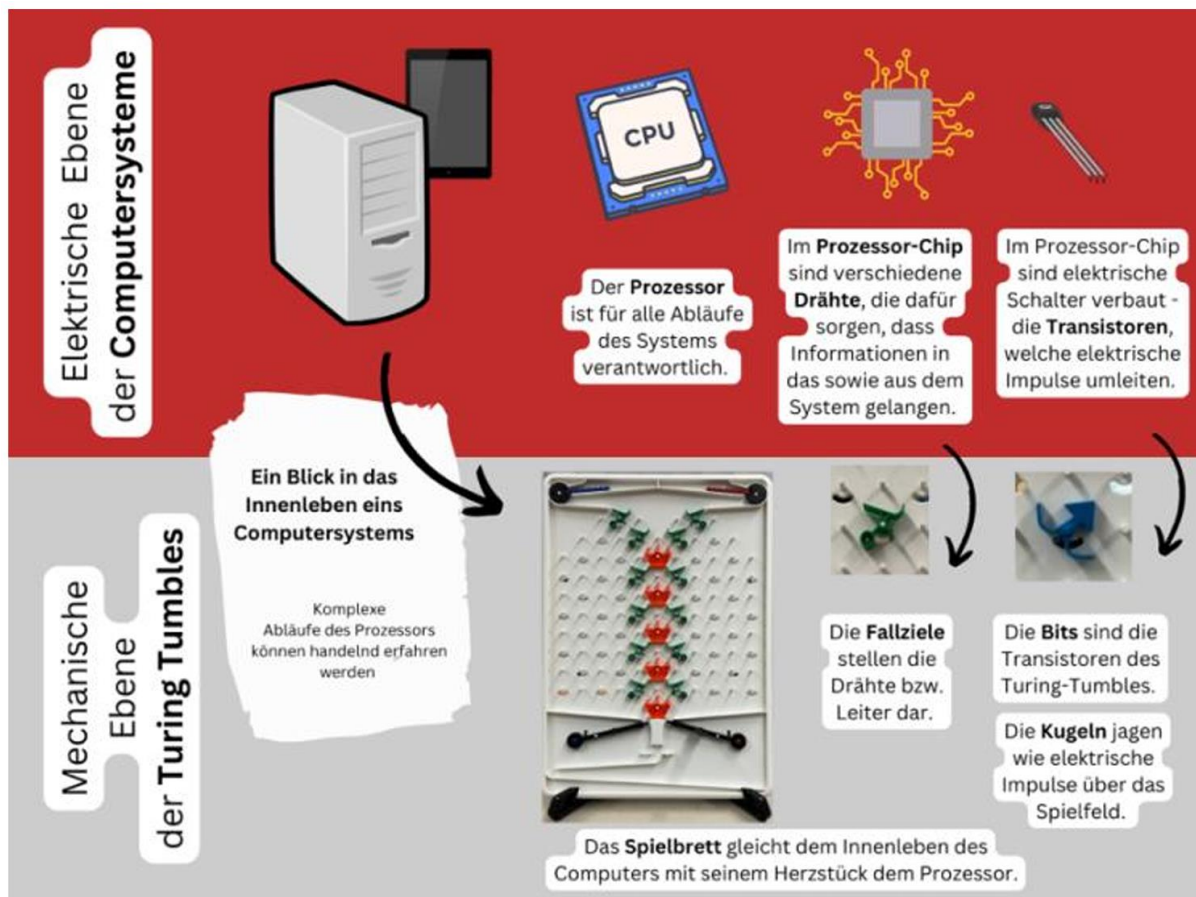 Elektrische Ebene
der Computersysteme
CPU
Der Prozessor
ist für alle Abläufe
des Systems
verantwortlich.
Im Prozessor-Chip
sind verschiedene
Drähte, die dafür
sorgen, dass
Informationen in
das sowie aus dem
System gelangen.
Im Prozessor-Chip
sind elektrische
Schalter verbaut -
die Transistoren,
welche elektrische
Impulse umleiten.
Ein Blick in das
Innenleben eins
Computersystems
Komplexe
Abläufe des Prozessors
können handelnd erfahren
werden
Mechanische
Ebene
der Turing Tumbles
Die Fallziele
stellen die
Drähte bzw.
Leiter dar.
Die Bits sind die
Transistoren des
Turing-Tumbles.
Die Kugeln jagen
wie elektrische
Impulse über das
Spielfeld.
Das Spielbrett gleicht dem Innenleben des
Computers mit seinem Herzstück dem Prozessor.